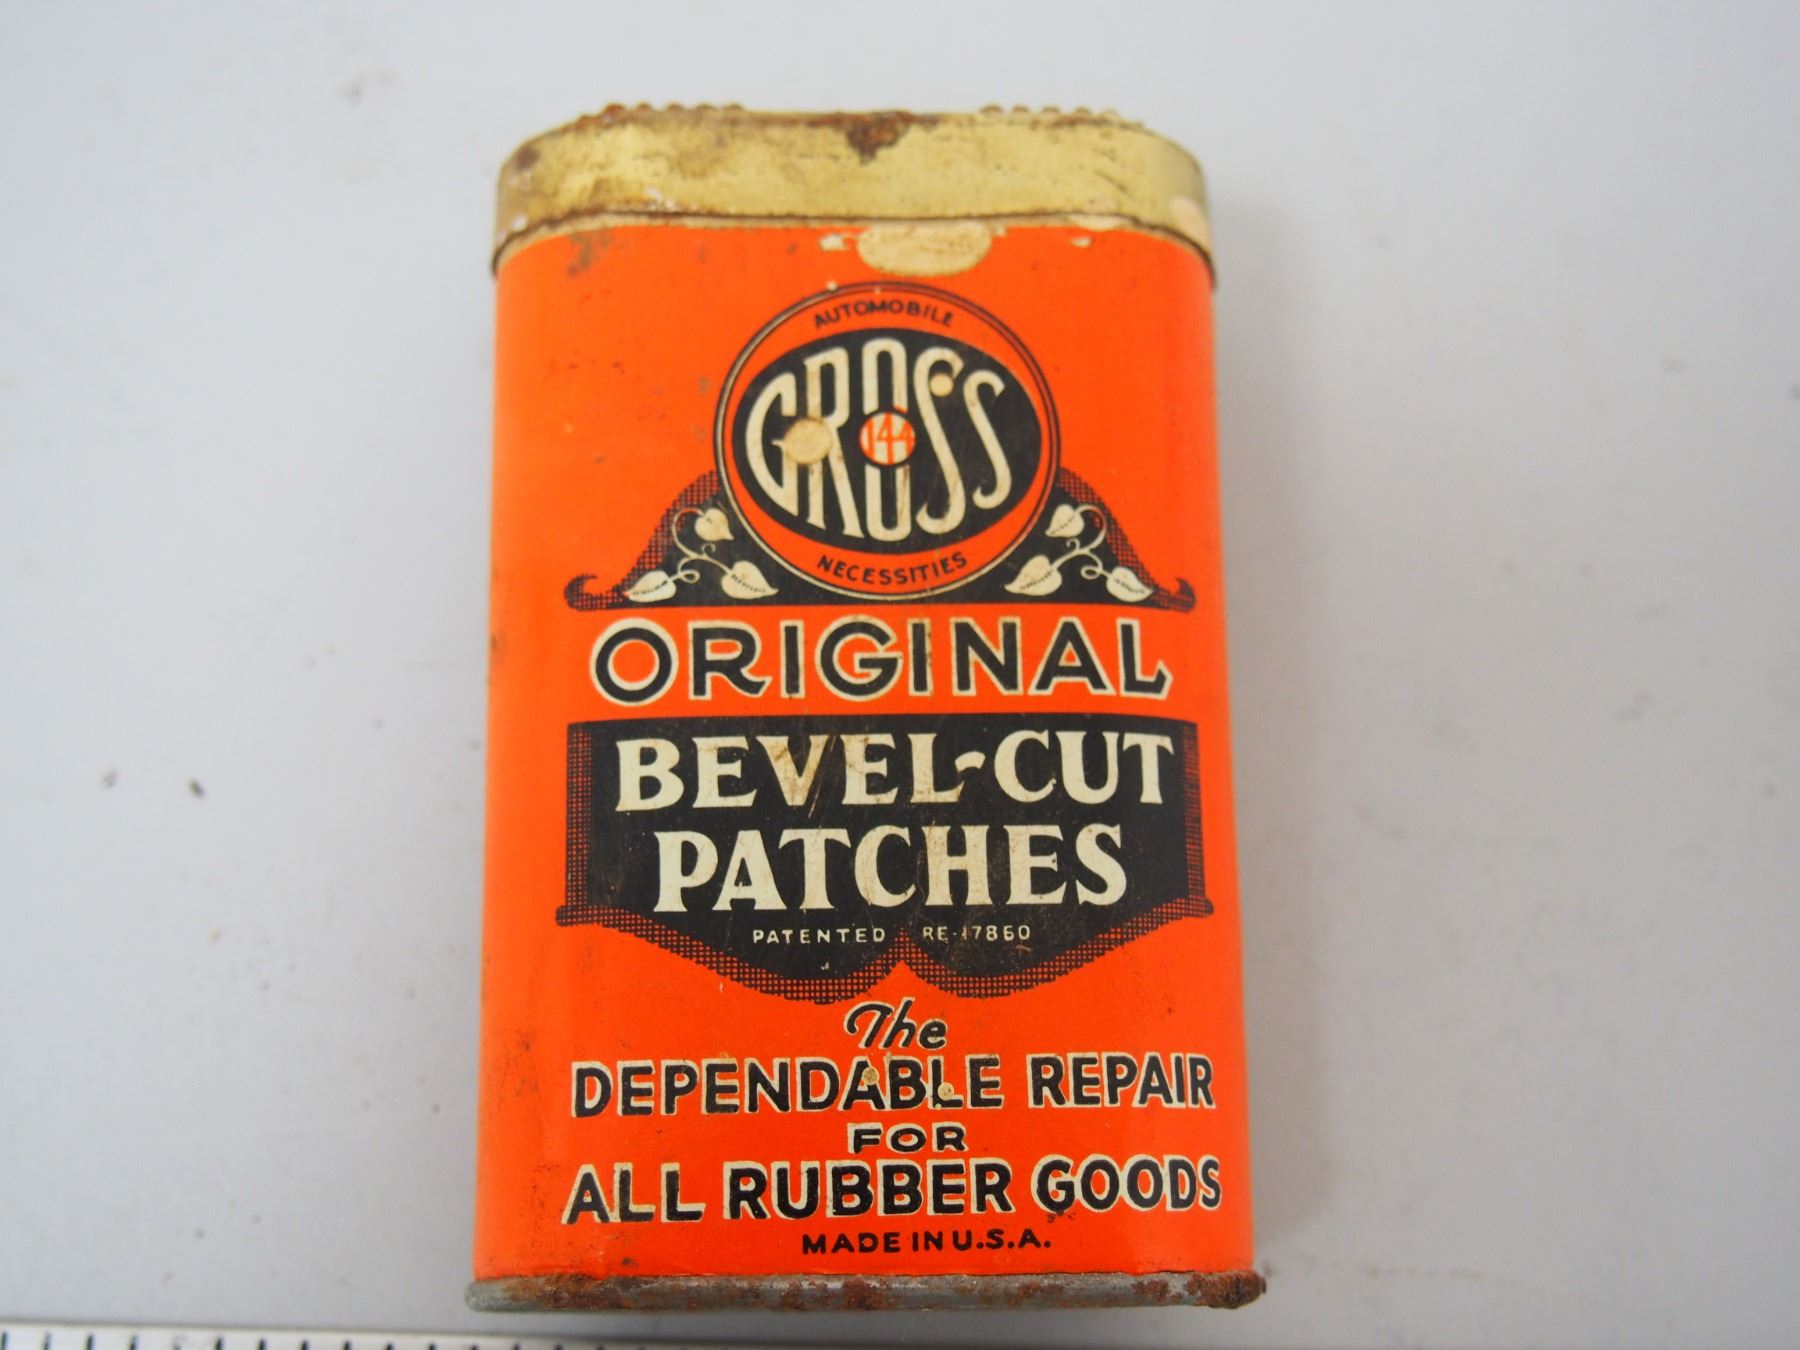 AUTOMOBILE
GROSS
144
NECESSITIES
ORIGINAL
BEVEL-CUT
PATCHES
PATENTED RE-17860
The
DEPENDABLE REPAIR
FOR
ALL RUBBER GOODS
MADE IN U.S.A.